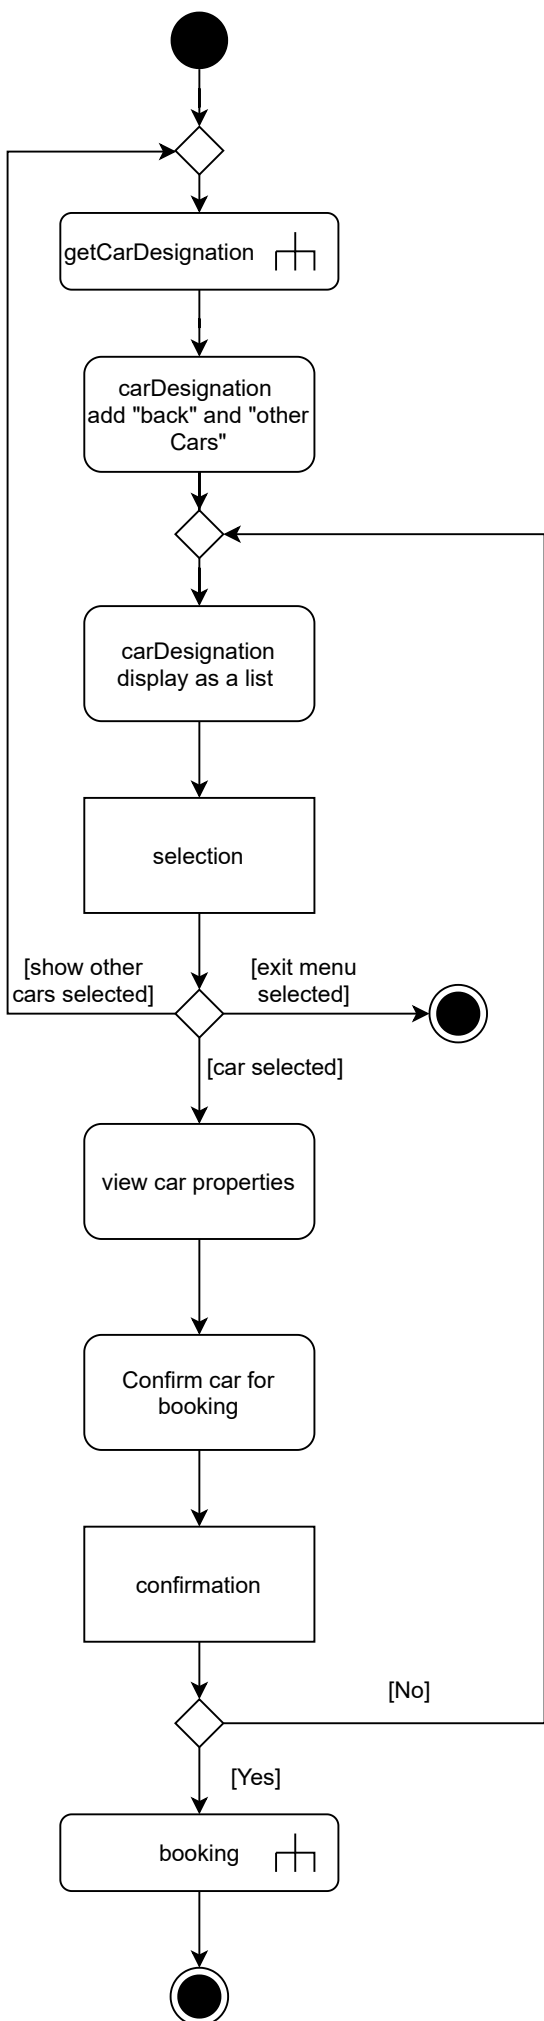 getCarDesignation
carDesignation
add "back" and "other
Cars"
carDesignation
display as a list
selection
[show other
cars selected]
[exit menu
selected]
[car selected]
view car properties
Confirm car for
booking
confirmation
[No]
[Yes]
booking